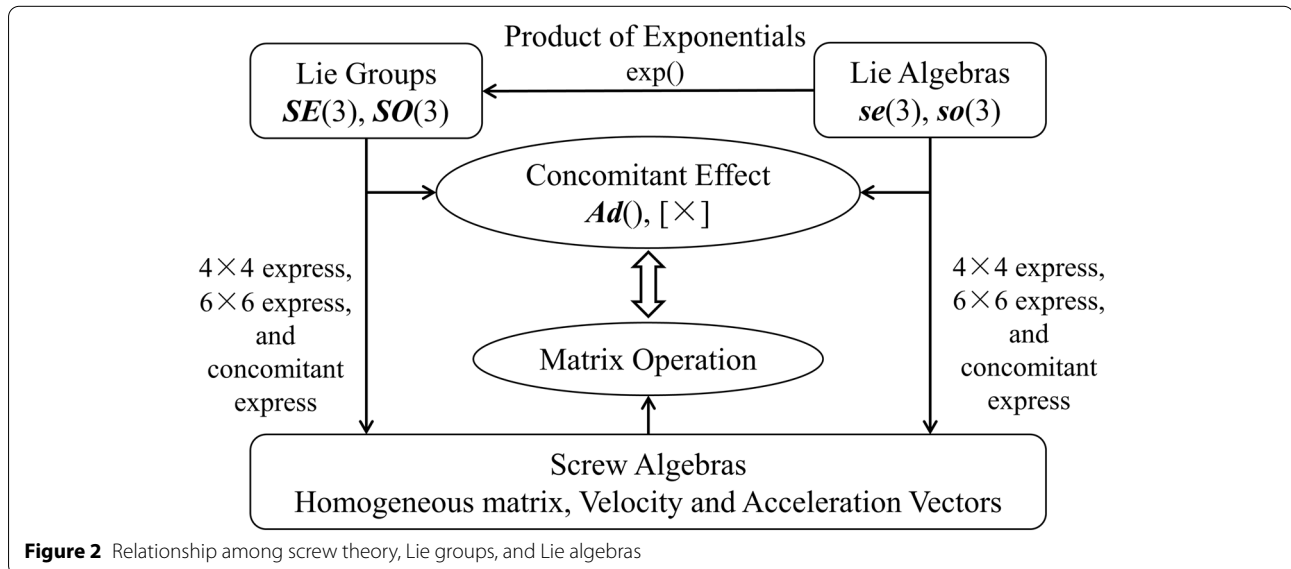 Product of Exponentials
exp()
Lie Groups
SE(3), SO(3)
Lie Algebras
se(3), so(3)
Concomitant Effect
Ad(), [×]
4×4 express,
6×6 express,
and
concomitant
express
4×4 express,
6×6 express,
and
concomitant
express
Matrix Operation
Screw Algebras
Homogeneous matrix, Velocity and Acceleration Vectors
Figure 2 Relationship among screw theory, Lie groups, and Lie algebras